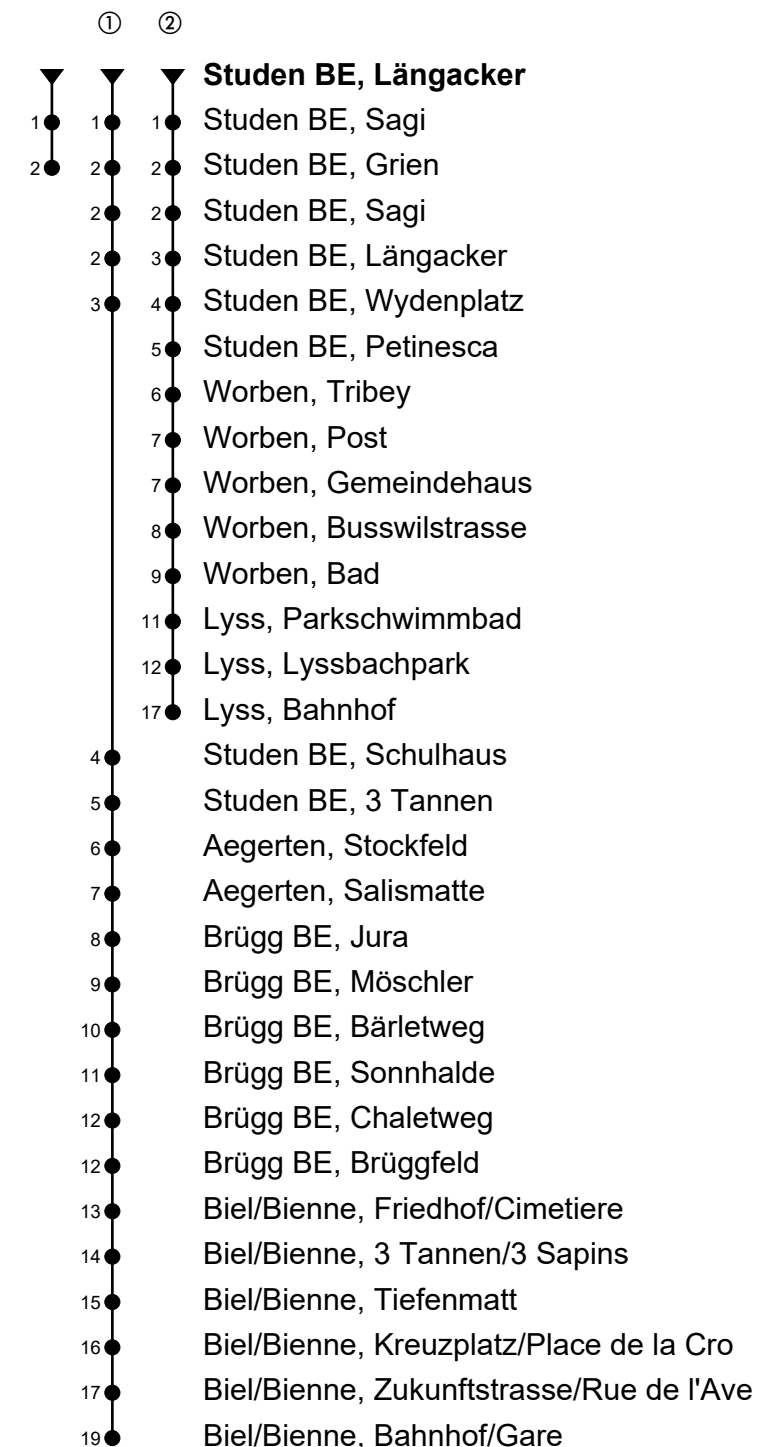 ① ②
Studen BE, Längacker
1 1 1 Studen BE, Sagi
2 2 2 Studen BE, Grien
2 2 Studen BE, Sagi
2 3 Studen BE, Längacker
3 4 Studen BE, Wydenplatz
5 Studen BE, Petinesca
6 Worben, Tribey
7 Worben, Post
7 Worben, Gemeindehaus
8 Worben, Busswilstrasse
9 Worben, Bad
11 Lyss, Parkschwimmbad
12 Lyss, Lyssbachpark
17 Lyss, Bahnhof
4 Studen BE, Schulhaus
5 Studen BE, 3 Tannen
6 Aegerten, Stockfeld
7 Aegerten, Salismatte
8 Brügg BE, Jura
9 Brügg BE, Möschler
10 Brügg BE, Bärletweg
11 Brügg BE, Sonnhalde
12 Brügg BE, Chaletweg
12 Brügg BE, Brüggfeld
13 Biel/Bienne, Friedhof/Cimetiere
14 Biel/Bienne, 3 Tannen/3 Sapins
15 Biel/Bienne, Tiefenmatt
16 Biel/Bienne, Kreuzplatz/Place de la Cro
17 Biel/Bienne, Zukunftstrasse/Rue de l'Ave
19 Biel/Bienne, Bahnhof/Gare